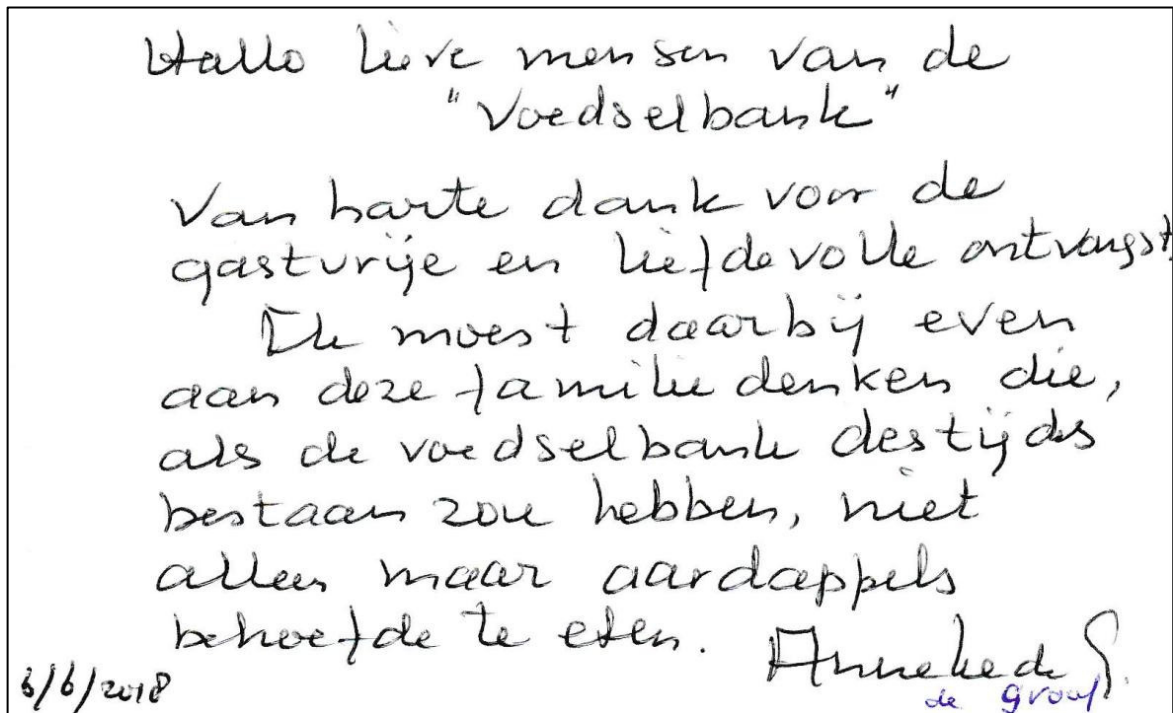 Hallo lieve mensen van de
"Voedselbank"
Van harte dank voor de
gastvrije en liefdevolle ontvangst.
Ik moest daarbij even
aan deze familie denken die,
als de voedselbank destijds
bestaan zou hebben, niet
alleen maar aardappels
behoefde te eten.
Anneke de G.
de Graaf
6/6/2018